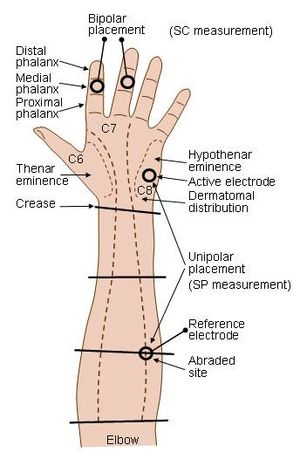 Bipolar
placement
(SC measurement)
Distal
phalanx
Medial
phalanx
Proximal
phalanx
C7
C6
Hypothenar
eminence
Thenar
eminence
Active electrode
C8
Dermatomal
distribution
Crease
Unipolar
placement
(SP measurement)
Reference
electrode
Abraded
site
Elbow